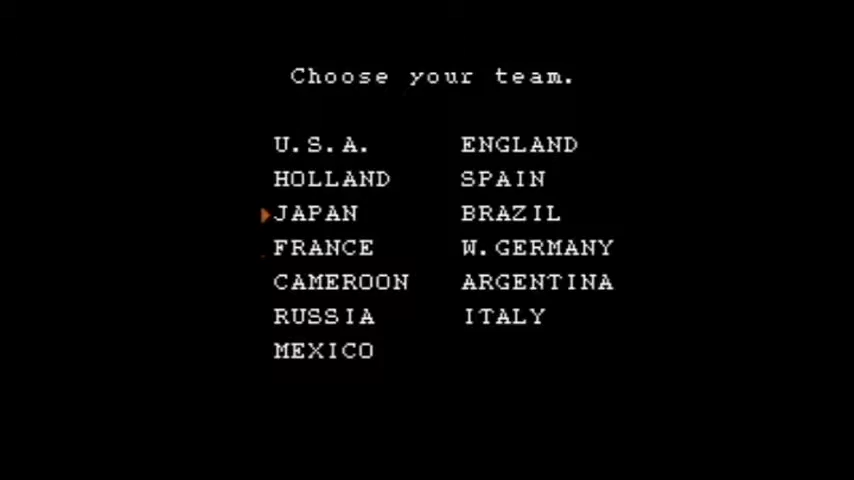 Choose your team.
U.S.A. ENGLAND
HOLLAND SPAIN
JAPAN BRAZIL
FRANCE W.GERMANY
CAMEROON ARGENTINA
RUSSIA ITALY
MEXICO